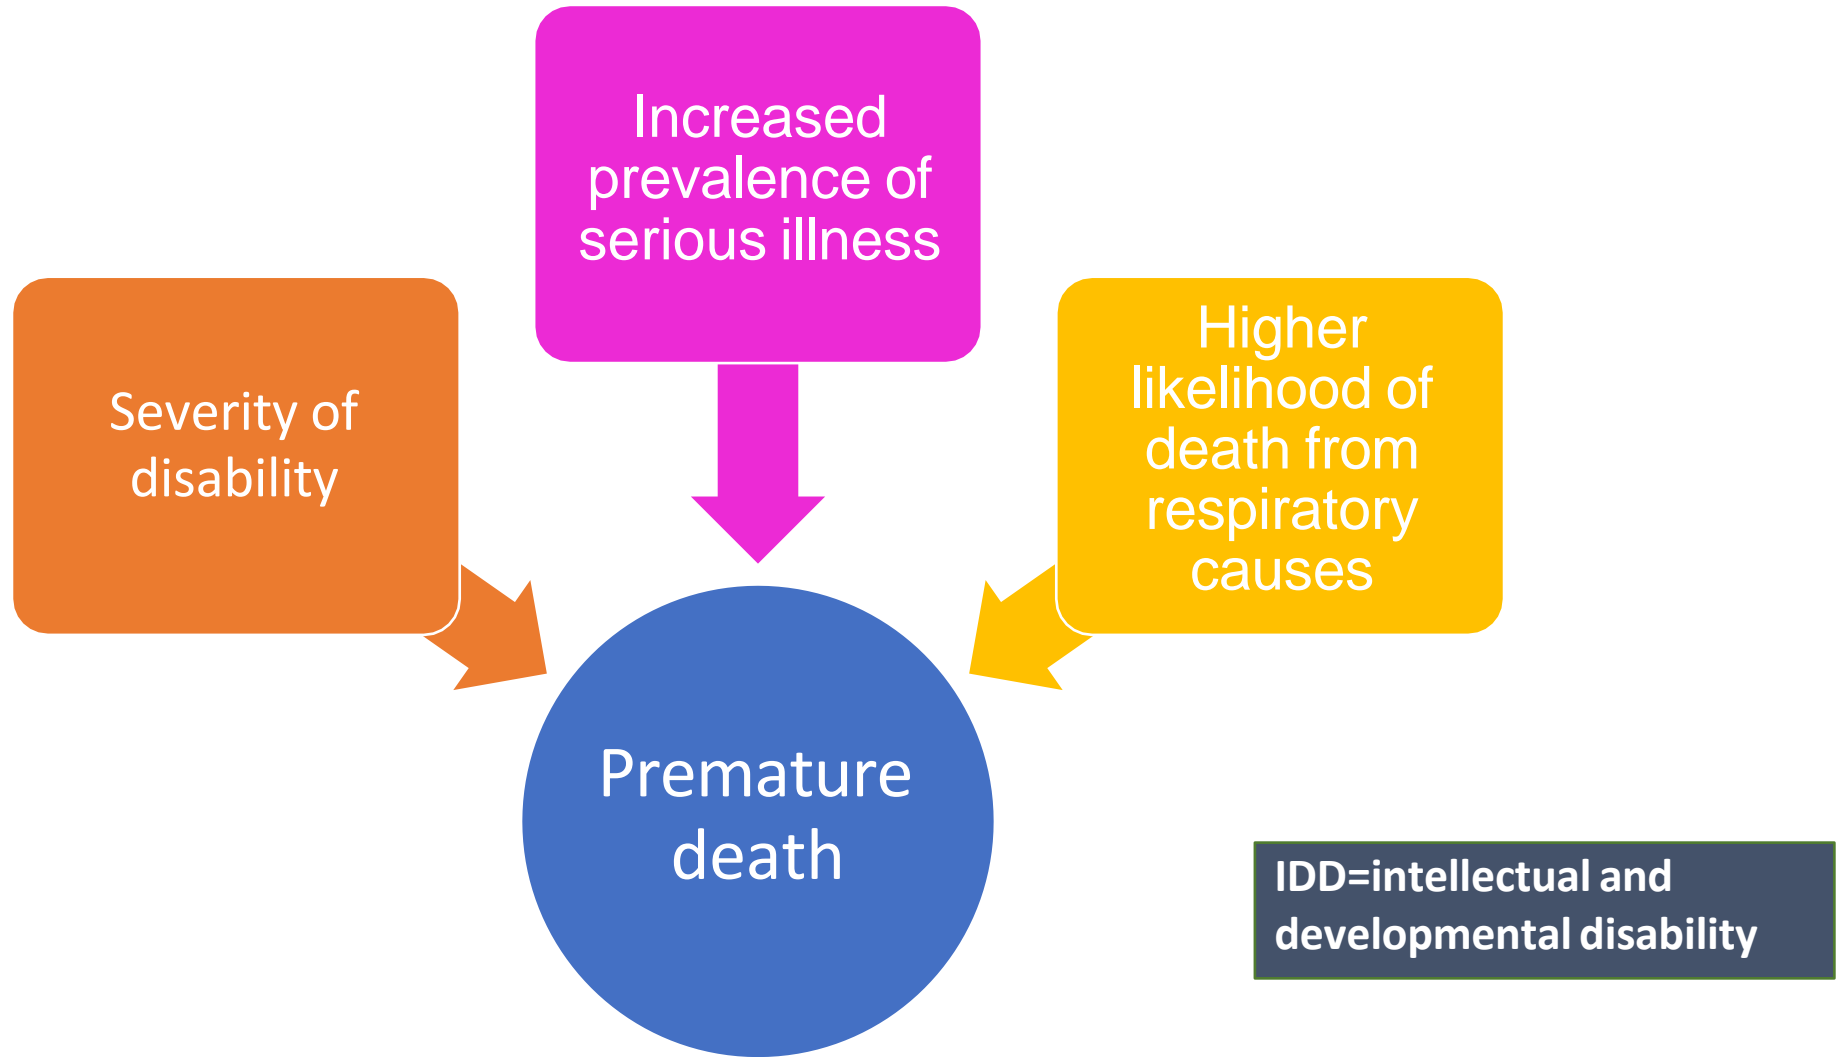 Increased
prevalence of
serious illness
Severity of
disability
Higher
likelihood of
death from
respiratory
causes
Premature
death
IDD=intellectual and
developmental disability